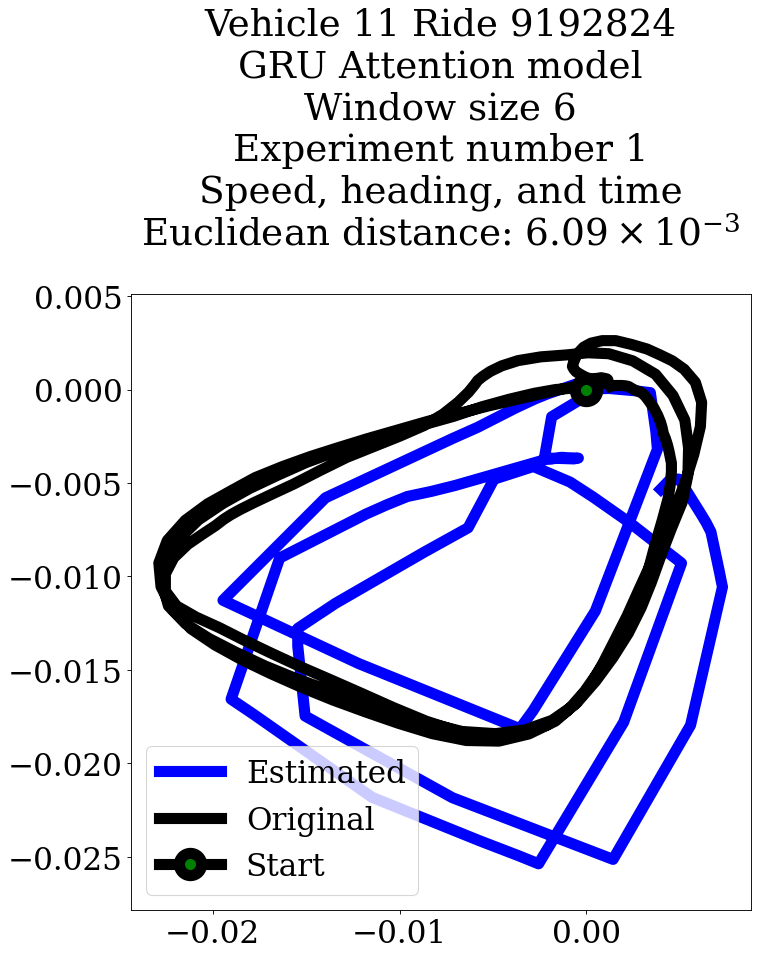 Vehicle 11 Ride 9192824
GRU Attention model
Window size 6
Experiment number 1
Speed, heading, and time
Euclidean distance: 6.09 × 10⁻³
0.005
0.000
−0.005
−0.010
−0.015
−0.020
−0.025
Estimated
Original
Start
−0.02
−0.01
0.00